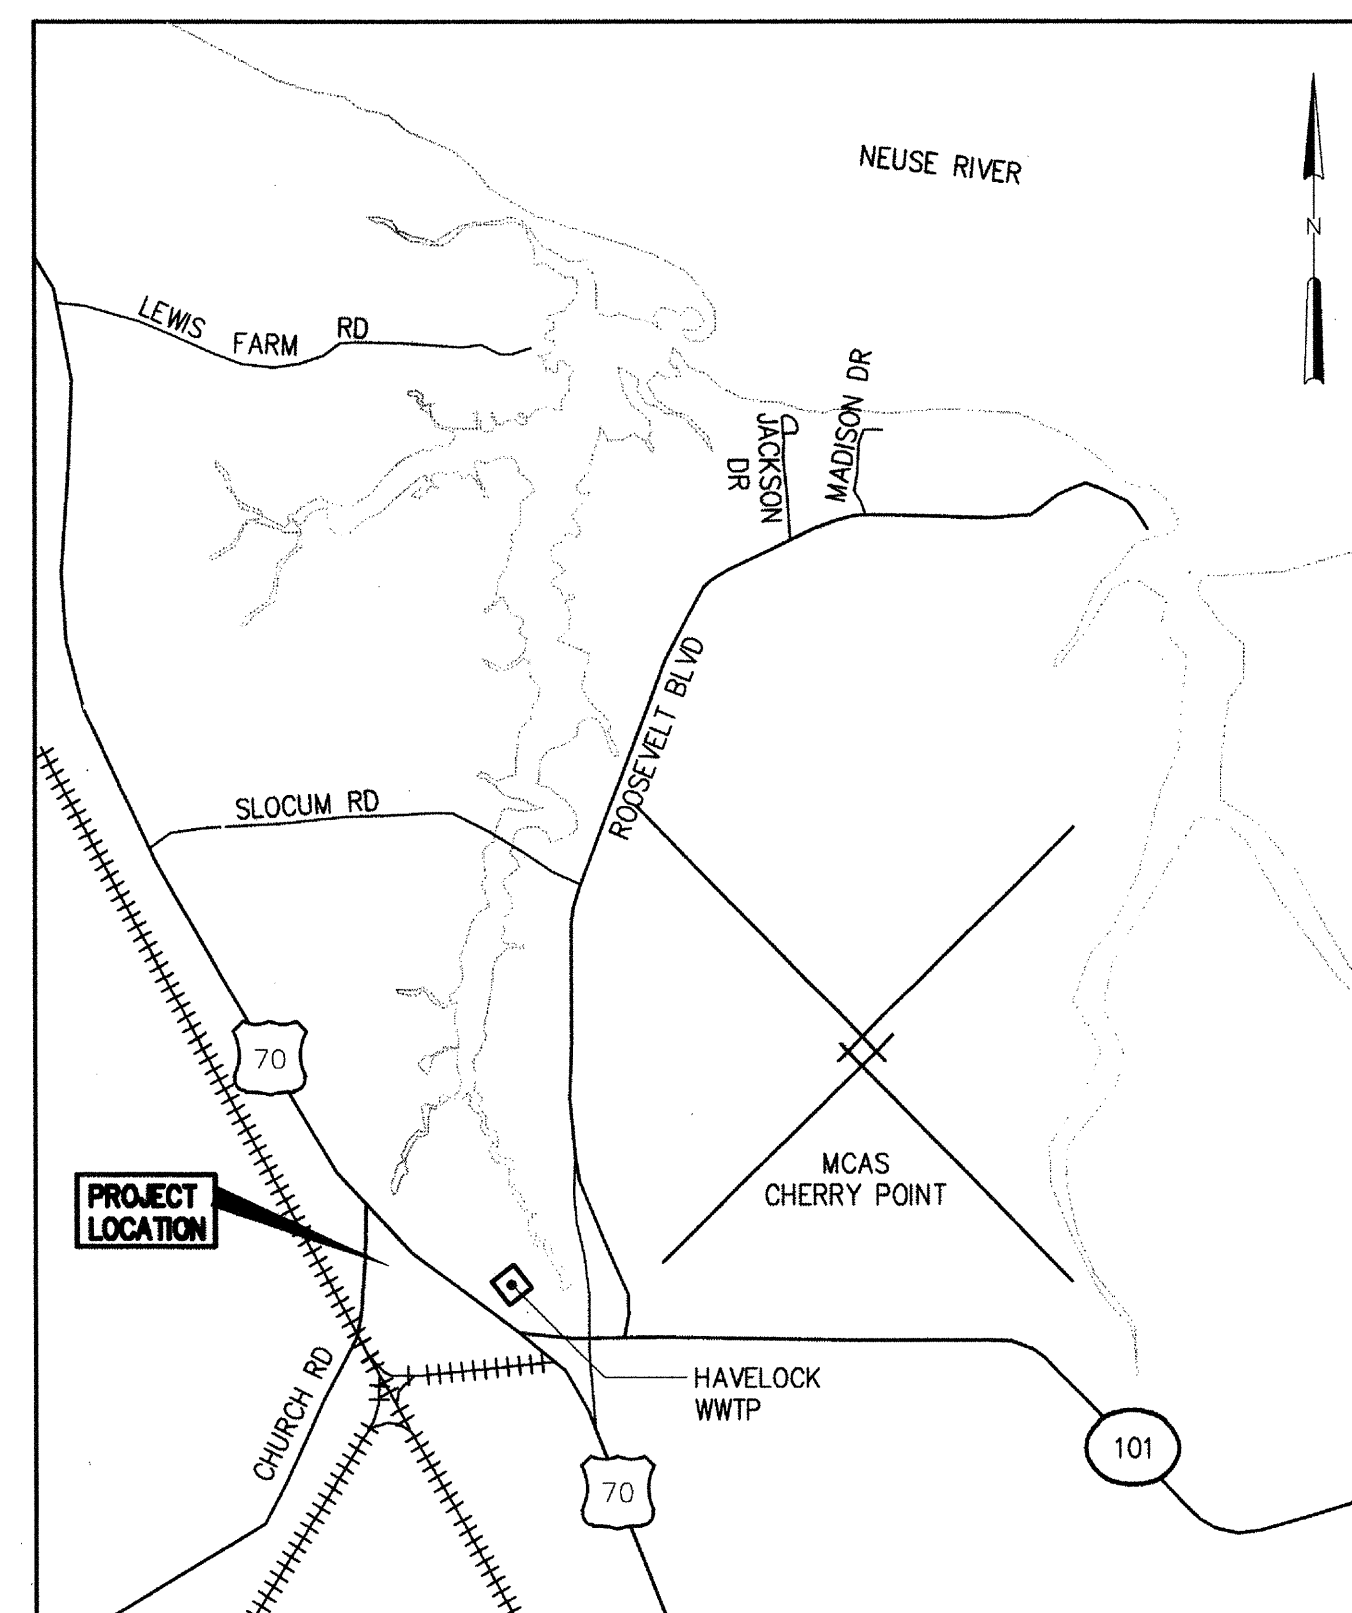 NEUSE RIVER
N
LEWIS FARM RD
MADISON DR
JACKSON
DR
ROOSEVELT BLVD
SLOCUM RD
70
MCAS
CHERRY POINT
PROJECT
LOCATION
CHURCH RD
HAVELOCK
WWTP
101
70